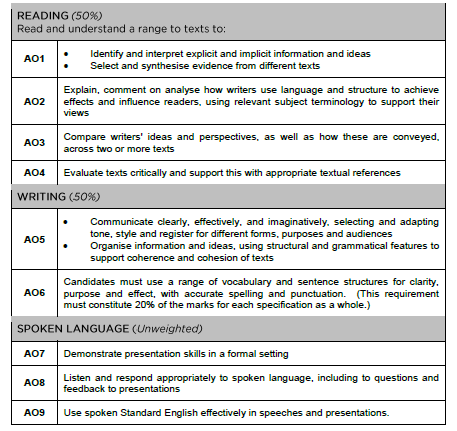 READING (50%)
Read and understand a range to texts to:
AO1
• Identify and interpret explicit and implicit information and ideas
• Select and synthesise evidence from different texts
AO2
Explain, comment on analyse how writers use language and structure to achieve
effects and influence readers, using relevant subject terminology to support their
views
AO3
Compare writers' ideas and perspectives, as well as how these are conveyed,
across two or more texts
AO4
Evaluate texts critically and support this with appropriate textual references
WRITING (50%)
AO5
• Communicate clearly, effectively, and imaginatively, selecting and adapting
tone, style and register for different forms, purposes and audiences
• Organise information and ideas, using structural and grammatical features to
support coherence and cohesion of texts
AO6
Candidates must use a range of vocabulary and sentence structures for clarity,
purpose and effect, with accurate spelling and punctuation. (This requirement
must constitute 20% of the marks for each specification as a whole.)
SPOKEN LANGUAGE (Unweighted)
AO7
Demonstrate presentation skills in a formal setting
AO8
Listen and respond appropriately to spoken language, including to questions and
feedback to presentations
AO9
Use spoken Standard English effectively in speeches and presentations.